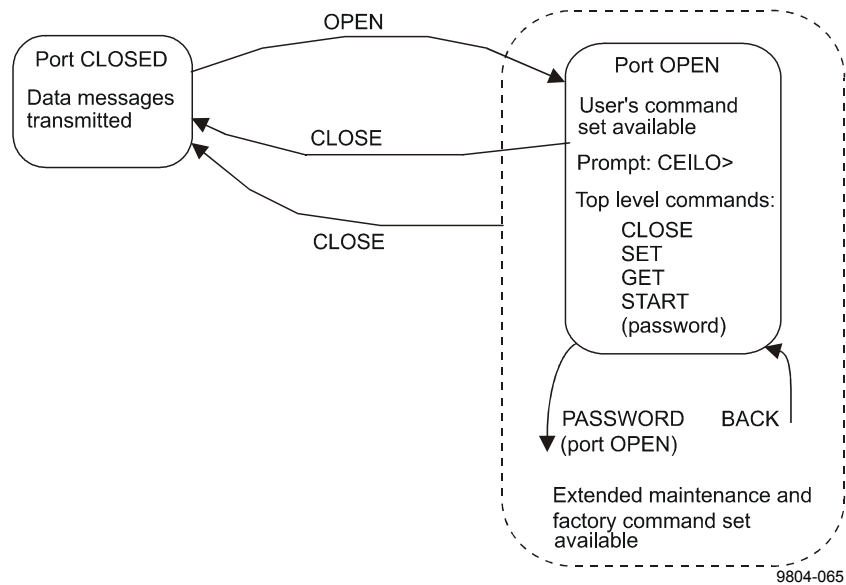 OPEN
Port CLOSED
Data messages
transmitted
CLOSE
CLOSE
Port OPEN
User's command
set available
Prompt: CEILO>
Top level commands:
CLOSE
SET
GET
START
(password)
PASSWORD
(port OPEN)
BACK
Extended maintenance and
factory command set
available
9804-065